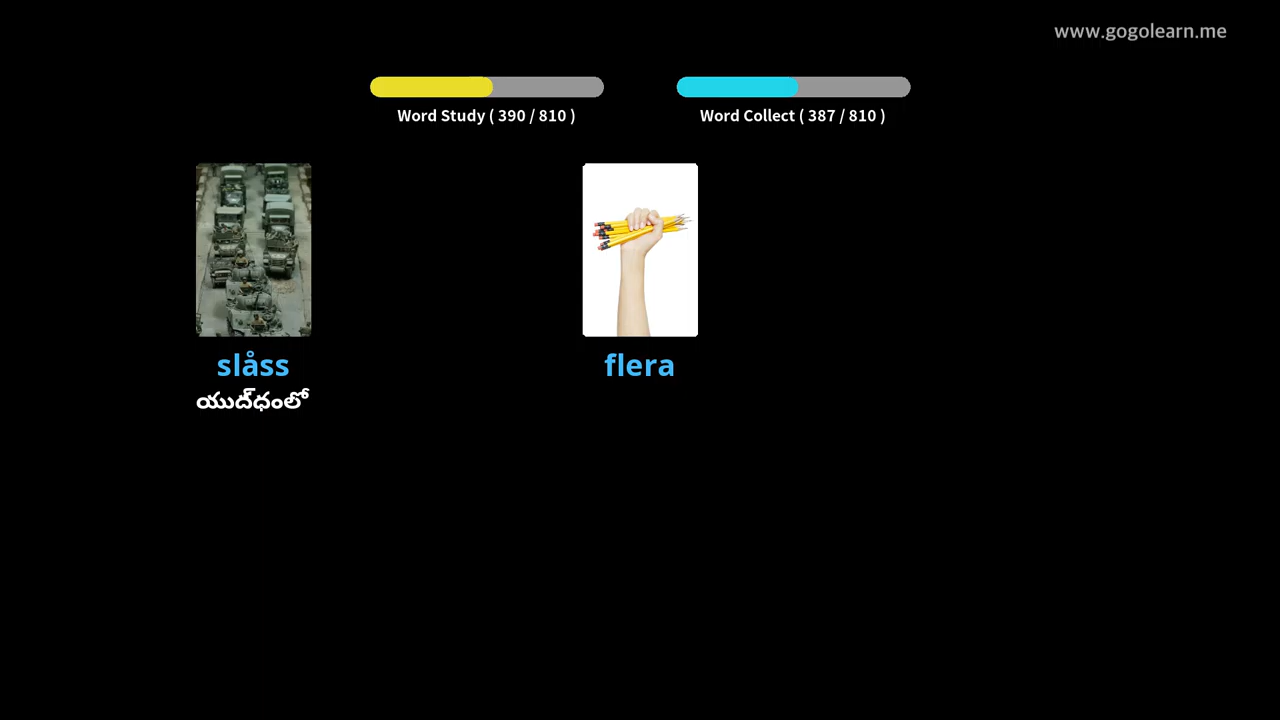 www.gogolearn.me
Word Study ( 390 / 810 )
Word Collect ( 387 / 810 )
slåss
flera
యుద్ధంలో